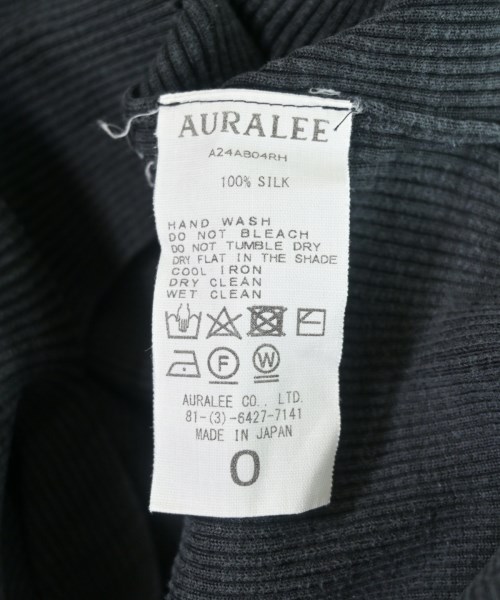 AURALEE
A24AB04RH
100% SILK
HAND WASH
DO NOT BLEACH
DO NOT TUMBLE DRY
DRY FLAT IN THE SHADE
COOL IRON
DRY CLEAN
WET CLEAN
F W
AURALEE CO., LTD.
81-(3)-6427-7141
MADE IN JAPAN
0